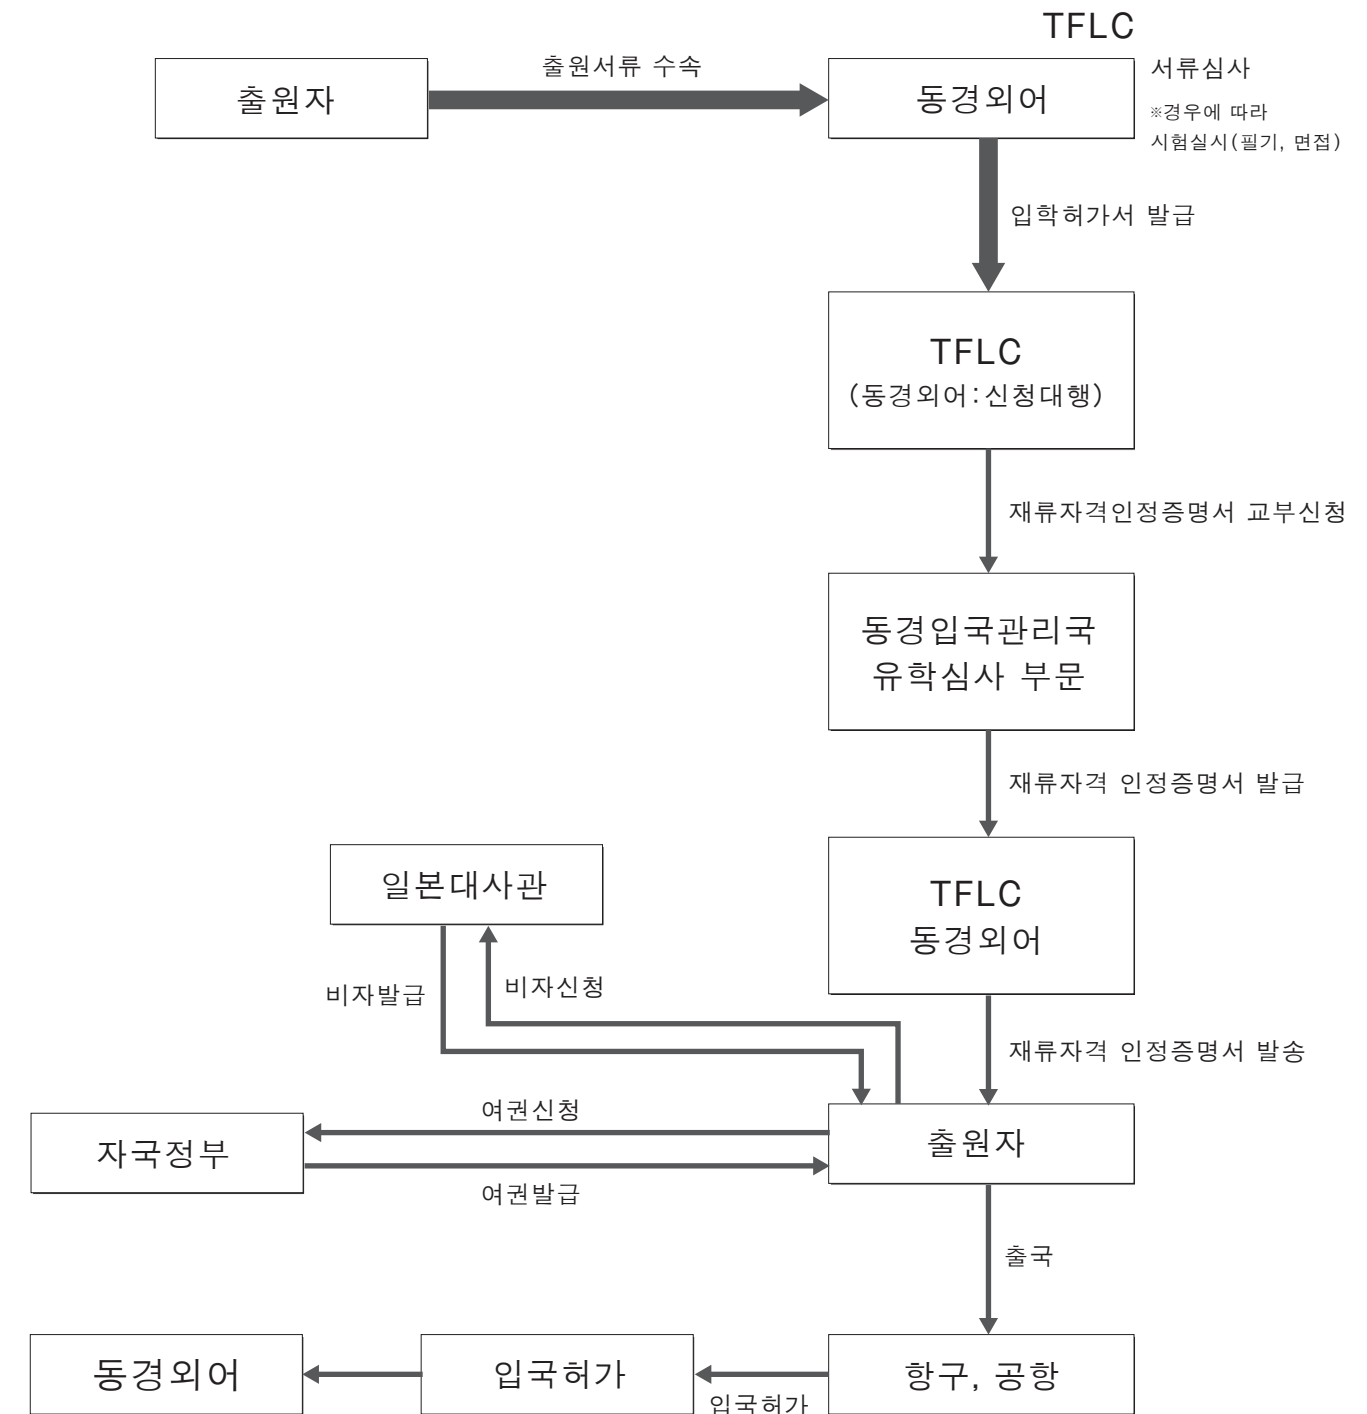 TFLC
출원자
출원서류 수속
동경외어
서류심사
※경우에 따라
시험실시(필기, 면접)
입학허가서 발급
TFLC
(동경외어:신청대행)
재류자격인정증명서 교부신청
동경입국관리국
유학심사 부문
재류자격 인정증명서 발급
일본대사관
TFLC
동경외어
비자발급
비자신청
재류자격 인정증명서 발송
여권신청
자국정부
출원자
여권발급
출국
동경외어
입국허가
입국허가
항구, 공항